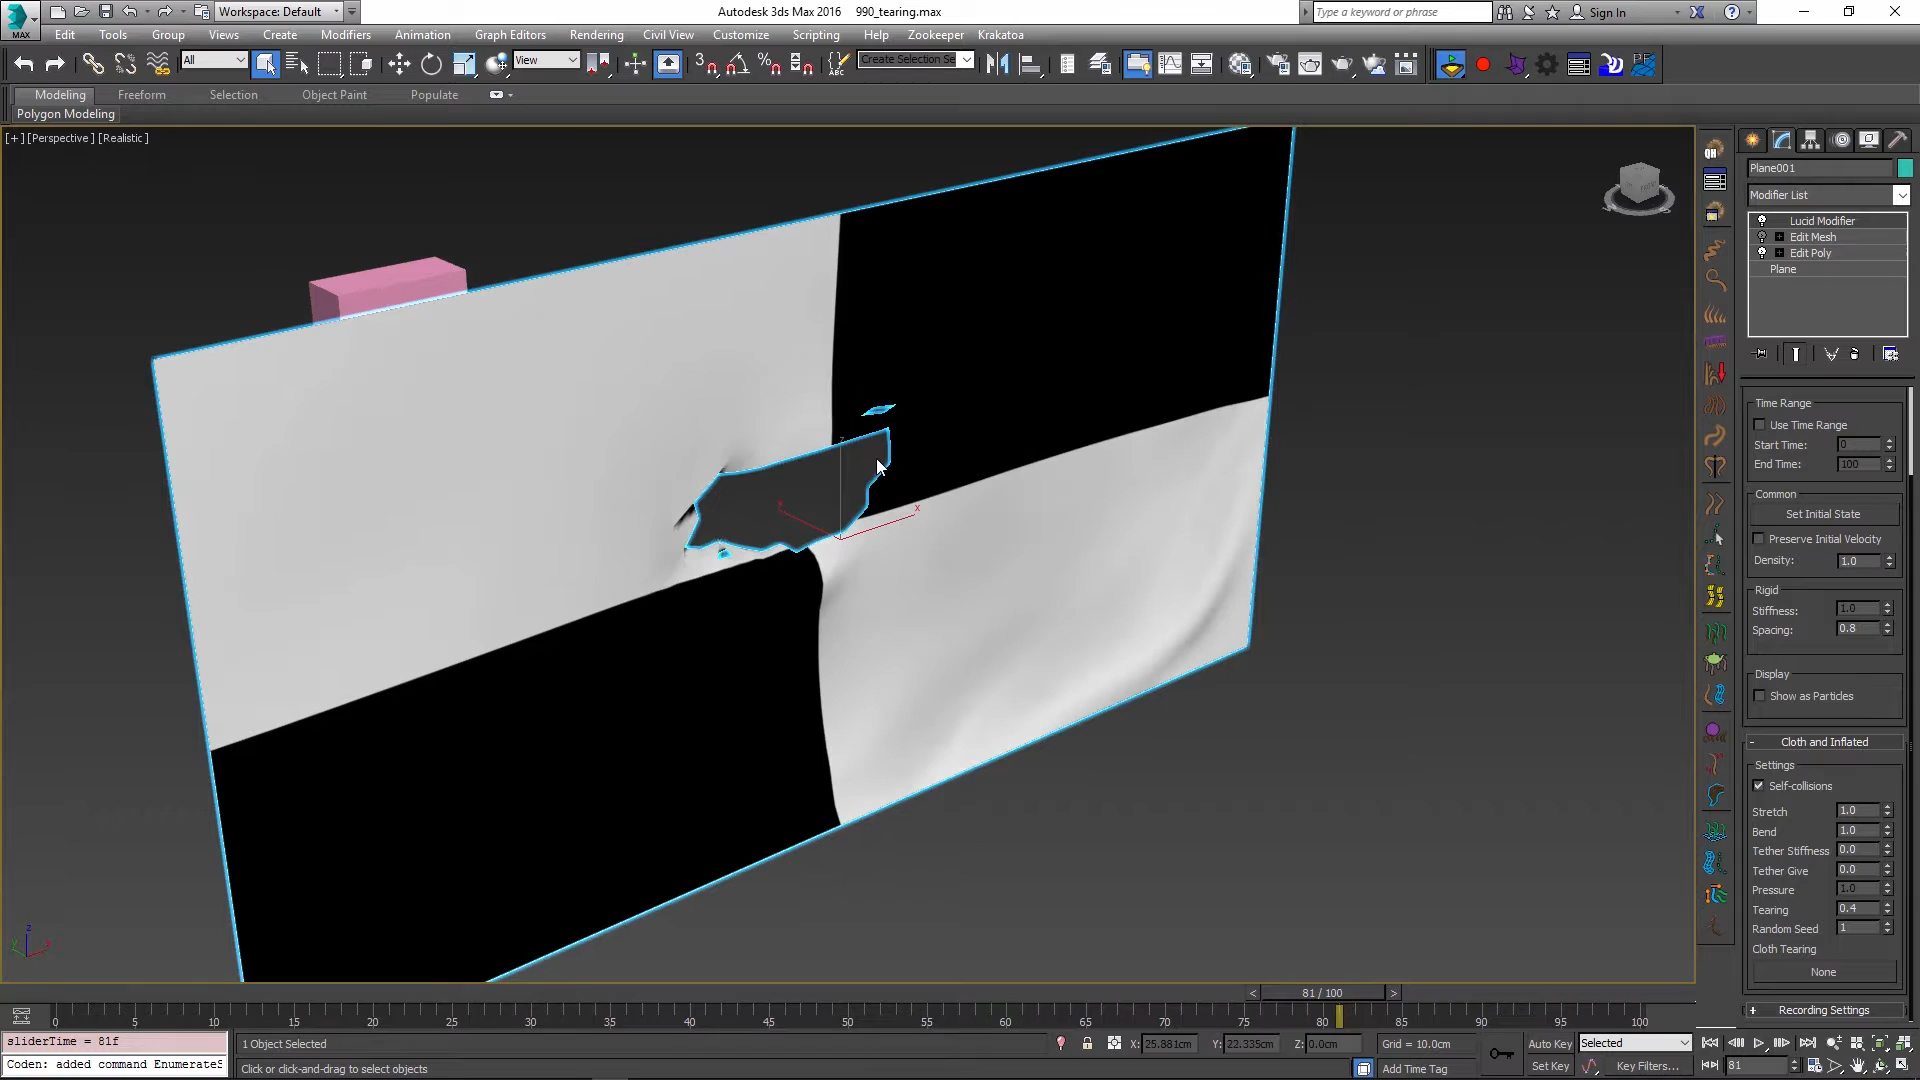 Workspace: Default
Autodesk 3ds Max 2016 990_tearing.max
Type a keyword or phrase
Sign In
MAX
Edit Tools Group Views Create Modifiers Animation Graph Editors Rendering Civil View Customize Scripting Help Zookeeper Krakatoa
All
View
3
ABC
Create Selection Se
PF
Modeling Freeform Selection Object Paint Populate
Polygon Modeling
[+] [Perspective] [Realistic]
QH
Plane001
Modifier List
Lucid Modifier
Edit Mesh
Edit Poly
Plane
Time Range
Use Time Range
Start Time: 0
End Time: 100
Common
Set Initial State
Preserve Initial Velocity
Density: 1.0
Rigid
Stiffness: 1.0
Spacing: 0.8
Display
Show as Particles
- Cloth and Inflated
Settings
Self-collisions
Stretch 1.0
Bend 1.0
Tether Stiffness 0.0
Tether Give 0.0
Pressure 1.0
Tearing 0.4
Random Seed 1
Cloth Tearing
None
+ Recording Settings
x
z
< 81 / 100 >
0 5 10 15 20 25 30 35 40 45 50 55 60 65 70 75 80 85 90 95 100
sliderTime = 81f
Coden: added command EnumerateS
1 Object Selected
Click or click-and-drag to select objects
X: 25.881cm Y: 22.335cm Z: 0.0cm
Grid = 10.0cm
Add Time Tag
Auto Key Selected
Set Key Key Filters...
81